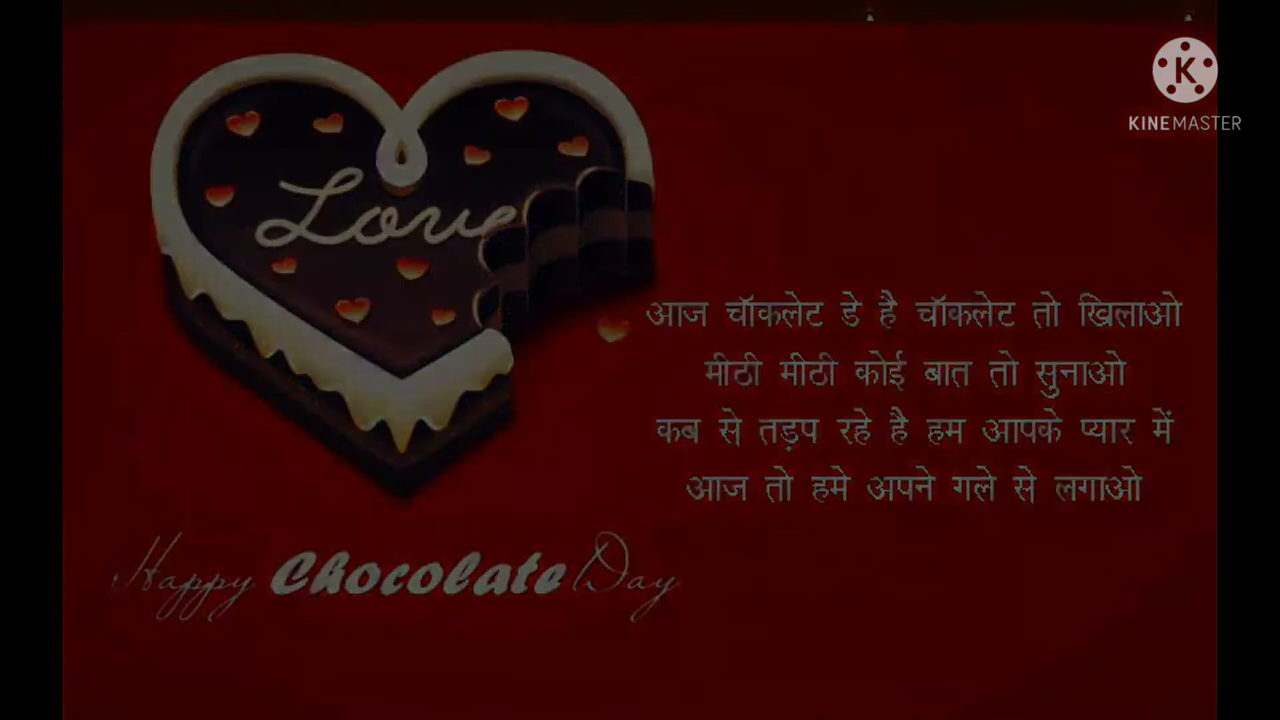 KINEMASTER
Love
आज चॉकलेट डे है चॉकलेट तो खिलाओ
मीठी मीठी कोई बात तो सुनाओ
कब से तड़प रहे है हम आपके प्यार में
आज तो हमे अपने गले से लगाओ
Happy Chocolate Day